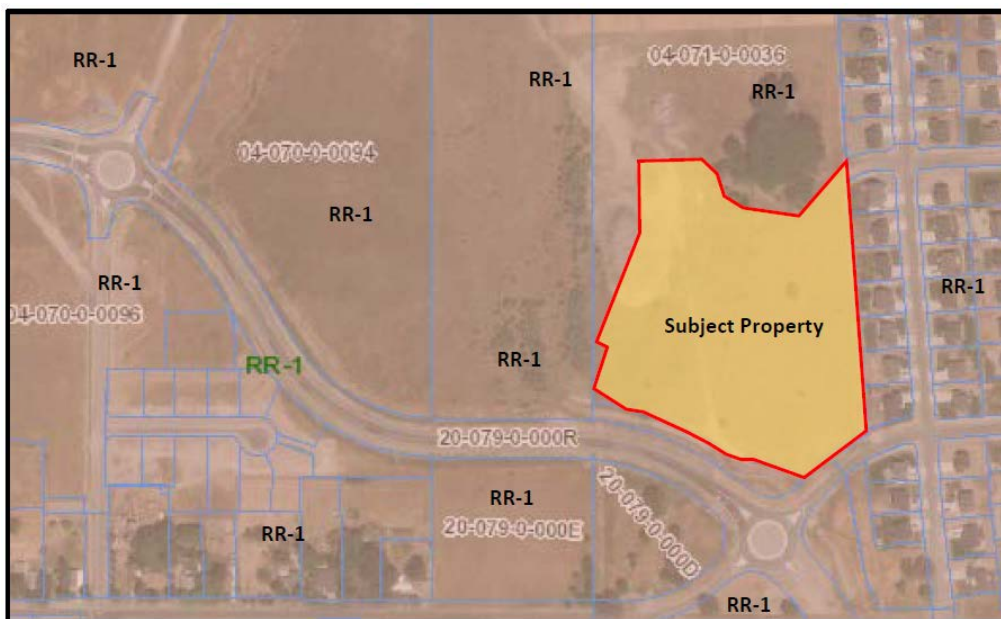 RR-1
04-071-0-0036
RR-1
RR-1
04-070-0-0094
RR-1
RR-1
RR-1
04-070-0-0096
Subject Property
RR-1
RR-1
20-079-0-000R
RR-1
20-079-0-000E
20-079-0-000D
RR-1
RR-1